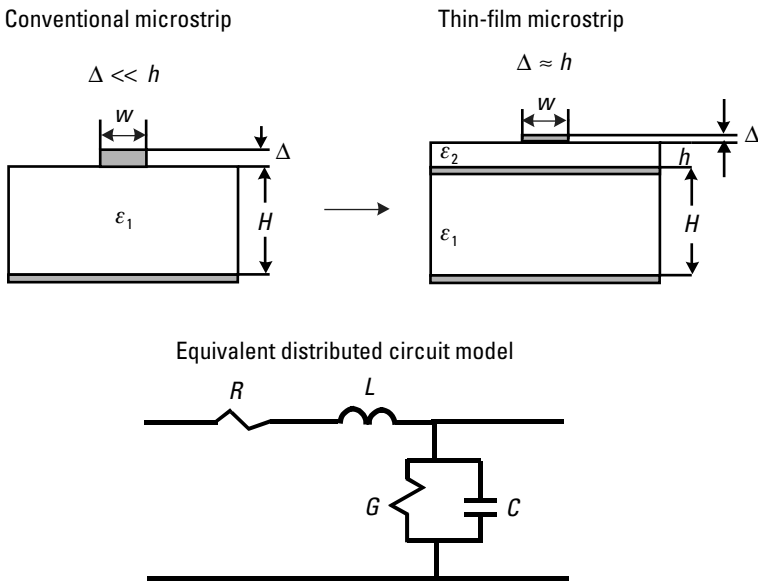 Conventional microstrip
Thin-film microstrip
Δ << h
Δ ≈ h
w
w
Δ
Δ
ε₂
h
ε₁
H
ε₁
H
Equivalent distributed circuit model
R
L
G
C